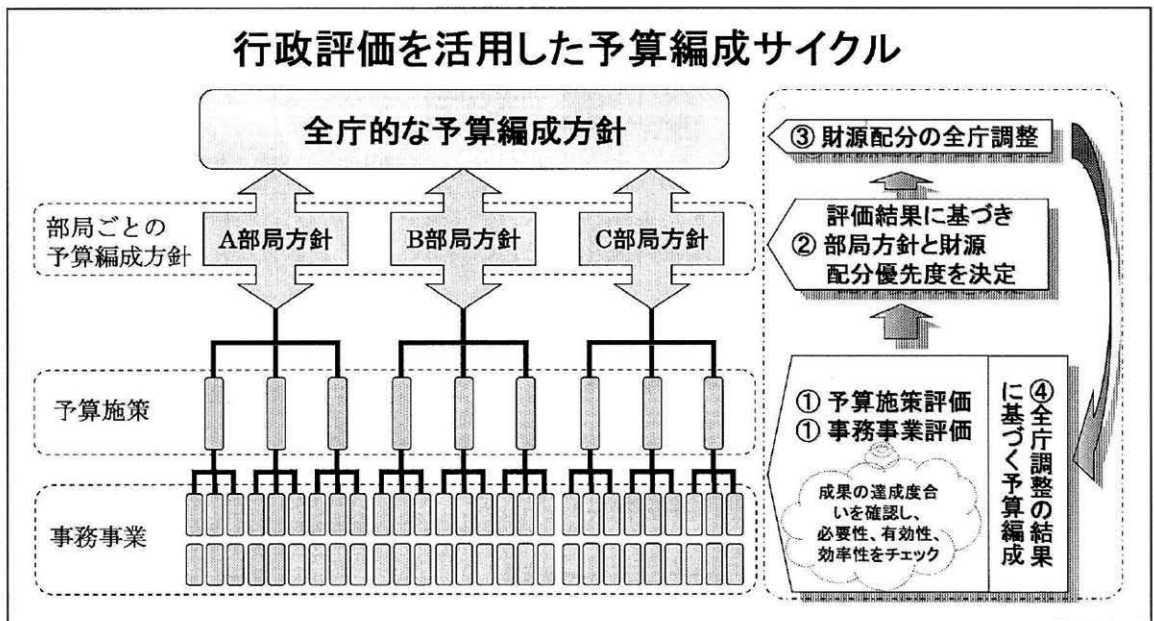 行政評価を活用した予算編成サイクル
全庁的な予算編成方針
部局ごとの
予算編成方針
A部局方針
B部局方針
C部局方針
予算施策
事務事業
③ 財源配分の全庁調整
評価結果に基づき
② 部局方針と財源
配分優先度を決定
① 予算施策評価
① 事務事業評価
成果の達成度合
いを確認し、
必要性、有効性、
効率性をチェック
④全庁調整の結果
に基づく予算編成